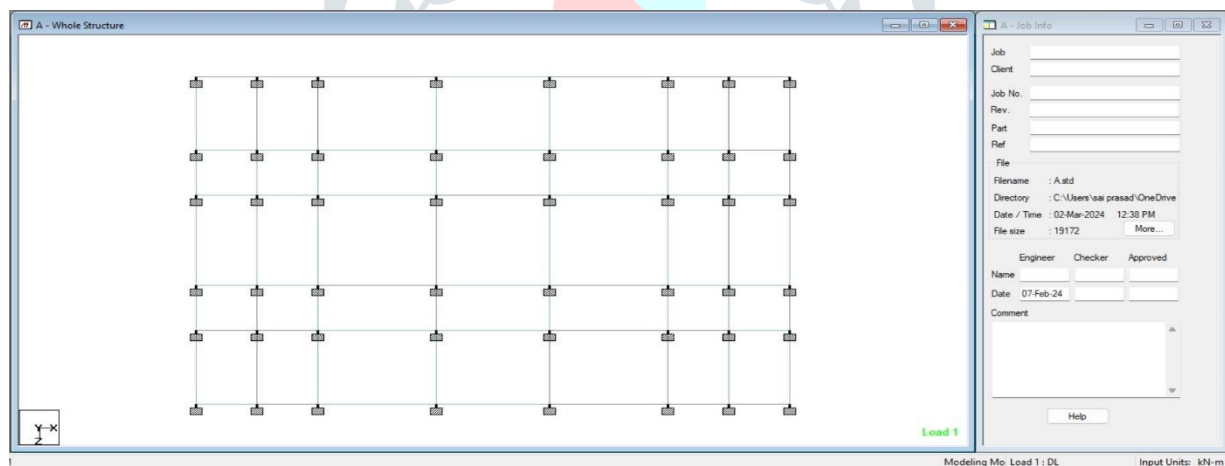 A - Whole Structure
Load 1
Y X
Z
A - Job Info
Job
Client
Job No.
Rev.
Part
Ref
File
Filename : A.std
Directory : C:\Users\sai prasad\OneDrive
Date / Time : 02-Mar-2024 12:38 PM
File size : 19172 More...
Engineer Checker Approved
Name
Date 07-Feb-24
Comment
Help
Modeling Mo Load 1 : DL Input Units: kN-m